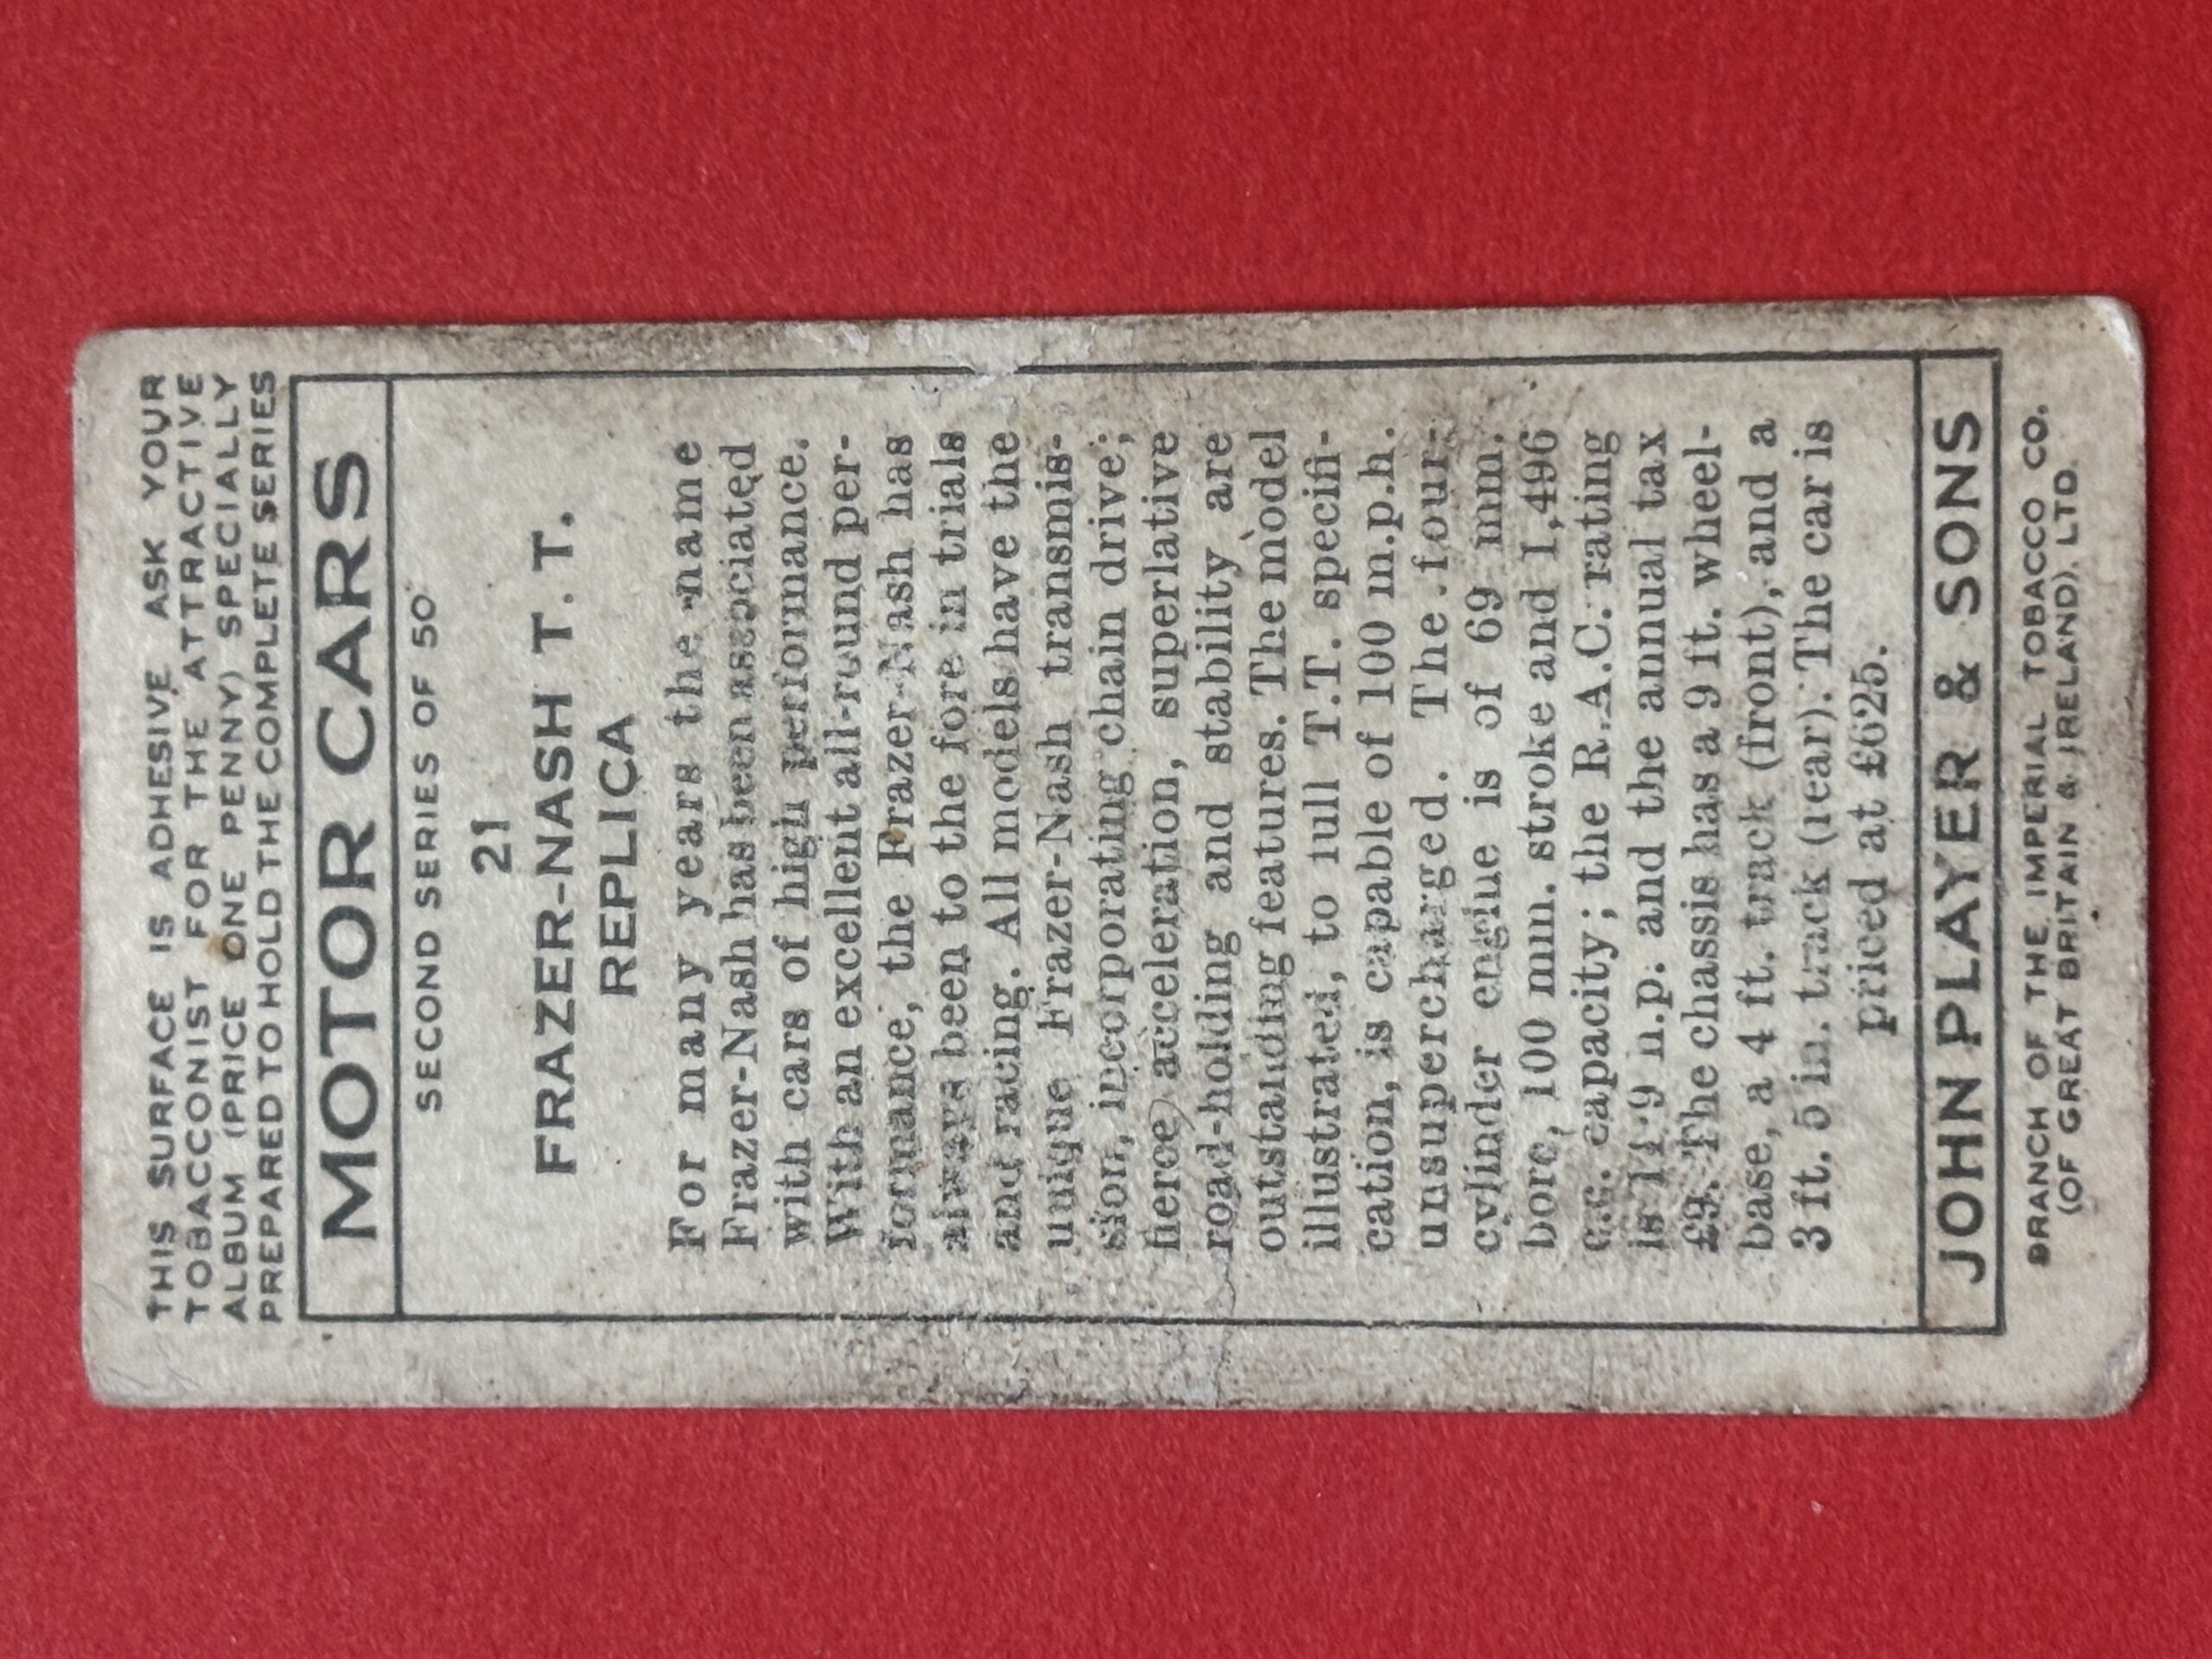 THIS SURFACE IS ADHESIVE ASK YOUR
TOBACCONIST FOR THE ATTRACTIVE
ALBUM (PRICE ONE PENNY) SPECIALLY
PREPARED TO HOLD THE COMPLETE SERIES
MOTOR CARS
SECOND SERIES OF 50
21
FRAZER-NASH T.T.
REPLICA
For many years the name
Frazer-Nash has been associated
with cars of high performance.
With an excellent all-round per-
formance, the Frazer-Nash has
always been to the fore in trials
and racing. All models have the
unique Frazer-Nash transmis-
sion, incorporating chain drive;
fierce acceleration, superlative
road-holding and stability are
outstanding features. The model
illustrated, to full T.T. specifi-
cation, is capable of 100 m.p.h.
unsupercharged. The four-
cylinder engine is of 69 mm.
bore, 100 mm. stroke and 1,496
c.c. capacity; the R.A.C. rating
is 11·9 h.p. and the annual tax
£9. The chassis has a 9 ft. wheel-
base, a 4 ft. track (front), and a
3 ft. 5 in. track (rear). The car is
priced at £625.
JOHN PLAYER & SONS
BRANCH OF THE IMPERIAL TOBACCO CO.
(OF GREAT BRITAIN & IRELAND), LTD.